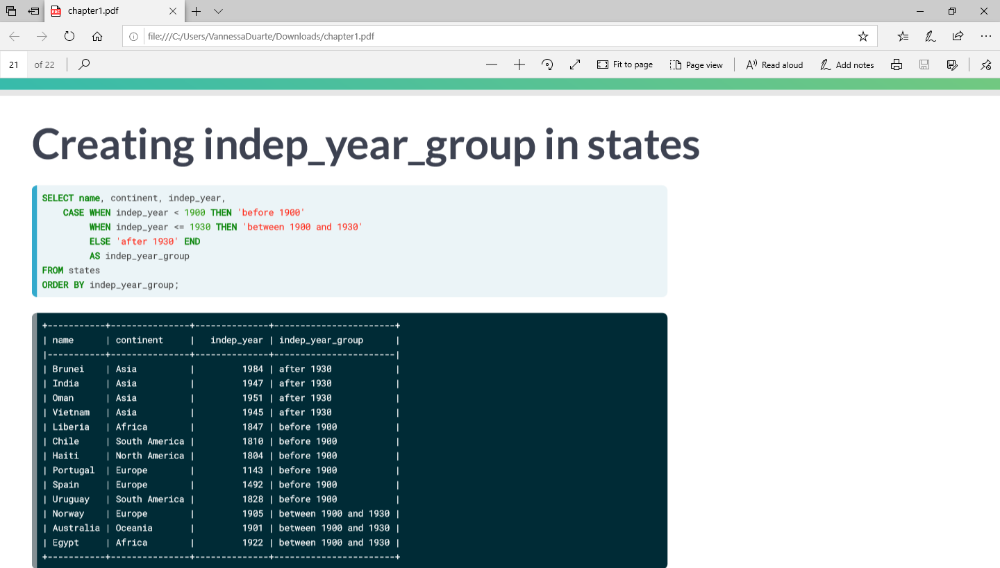 chapter1.pdf
file:///C:/Users/VannessaDuarte/Downloads/chapter1.pdf
21 of 22 Fit to page Page view Read aloud Add notes
Creating indep_year_group in states
SELECT name, continent, indep_year,
    CASE WHEN indep_year < 1900 THEN 'before 1900'
         WHEN indep_year <= 1930 THEN 'between 1900 and 1930'
         ELSE 'after 1930' END
         AS indep_year_group
FROM states
ORDER BY indep_year_group;
+-----------+---------------+--------------+-----------------------+
| name      | continent     |   indep_year | indep_year_group      |
|-----------+---------------+--------------+-----------------------|
| Brunei    | Asia          |         1984 | after 1930            |
| India     | Asia          |         1947 | after 1930            |
| Oman      | Asia          |         1951 | after 1930            |
| Vietnam   | Asia          |         1945 | after 1930            |
| Liberia   | Africa        |         1847 | before 1900           |
| Chile     | South America |         1810 | before 1900           |
| Haiti     | North America |         1804 | before 1900           |
| Portugal  | Europe        |         1143 | before 1900           |
| Spain     | Europe        |         1492 | before 1900           |
| Uruguay   | South America |         1828 | before 1900           |
| Norway    | Europe        |         1905 | between 1900 and 1930 |
| Australia | Oceania       |         1901 | between 1900 and 1930 |
| Egypt     | Africa        |         1922 | between 1900 and 1930 |
+-----------+---------------+--------------+-----------------------+